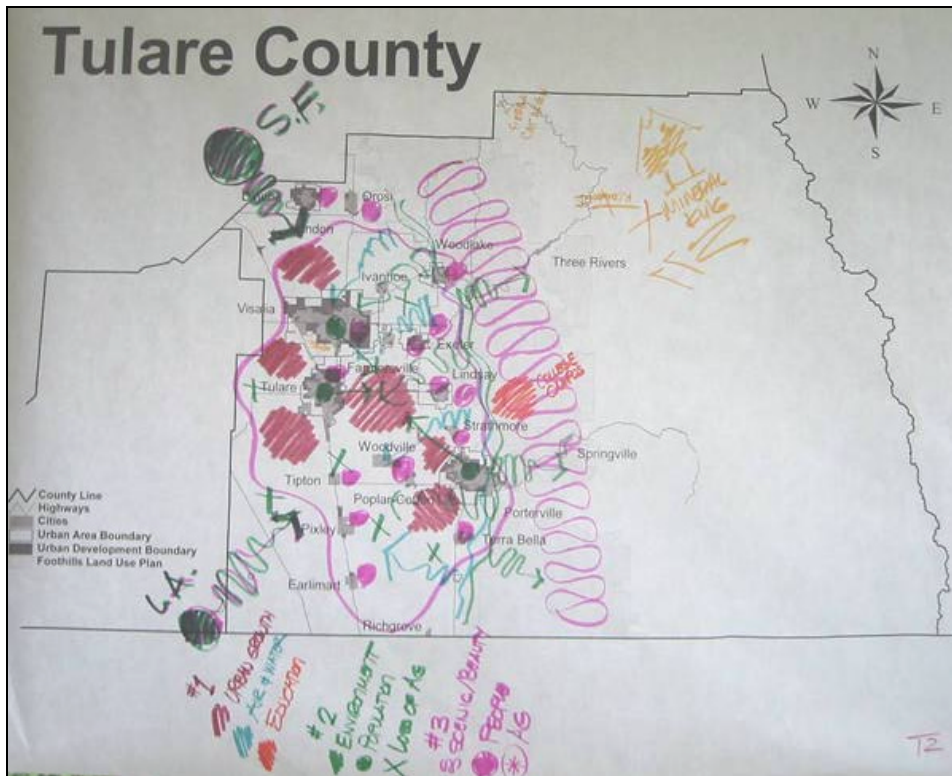 Tulare County
N
W E
S
S.F.
Orosi
Woodlake
Ivanhoe
Three Rivers
MINERAL
KING
Visalia
Exeter
Farmersville
Tulare
Lindsay
Strathmore
Woodville
Springville
Tipton
Porterville
Pixley
Terra Bella
Earlimart
Richgrove
County Line
Highways
Cities
Urban Area Boundary
Urban Development Boundary
Foothills Land Use Plan
L.A.
#1
URBAN GROWTH
AIR & WATER
EDUCATION
#2
ENVIRONMENT
POPULATION
X LOSS OF AG
#3
SCENIC/BEAUTY
PEOPLE
AG
T2